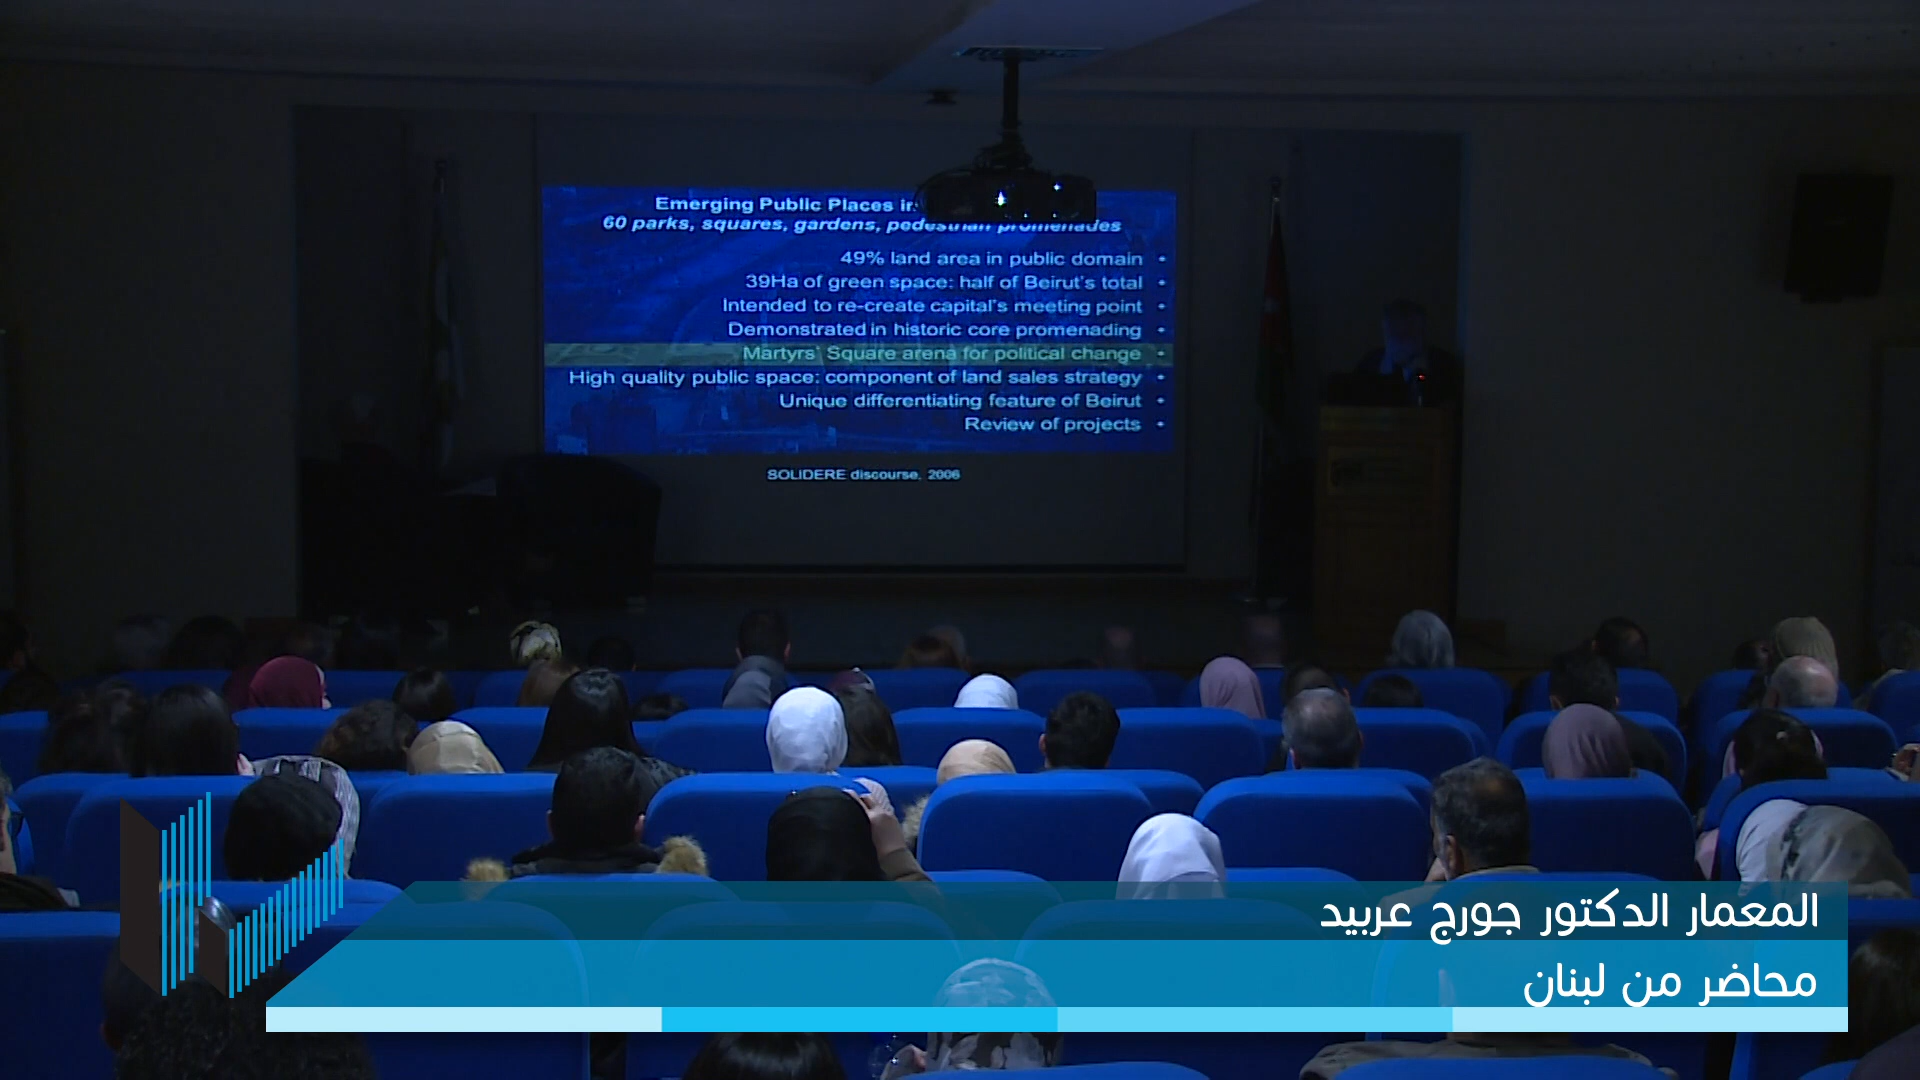 Emerging Public Places
60 parks, squares, gardens, pedestrian promenades
49% land area in public domain •
39Ha of green space: half of Beirut's total •
Intended to re-create capital's meeting point •
Demonstrated in historic core promenading •
Martyrs' Square arena for political change •
High quality public space: component of land sales strategy •
Unique differentiating feature of Beirut •
Review of projects •
SOLIDERE discourse, 2006
المعمار الدكتور جورج عربيد
محاضر من لبنان